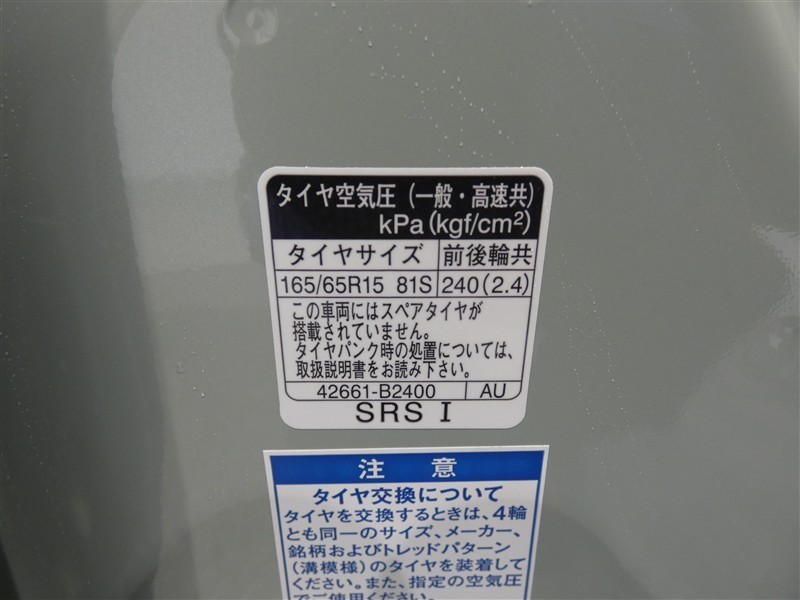 タイヤ空気圧(一般・高速共)
kPa(kgf/cm²)
タイヤサイズ 前後輪共
165/65R15 81S 240(2.4)
この車両にはスペアタイヤが
搭載されていません。
タイヤパンク時の処置については、
取扱説明書をお読み下さい。
42661-B2400 AU
SRS I
注 意
タイヤ交換について
タイヤを交換するときは、4輪
とも同一のサイズ、メーカー、
銘柄およびトレッドパターン
(溝模様)のタイヤを装着して
ください。また、指定の空気圧
でご使用ください。